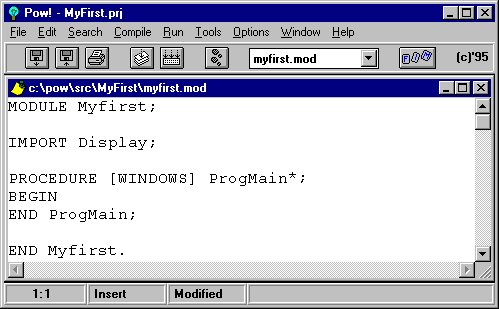 Pow! - MyFirst.prj
File Edit Search Compile Run Tools Options Window Help
myfirst.mod
(c)'95
c:\pow\src\MyFirst\myfirst.mod
MODULE Myfirst;
IMPORT Display;
PROCEDURE [WINDOWS] ProgMain*;
BEGIN
END ProgMain;
END Myfirst.
1:1 Insert Modified